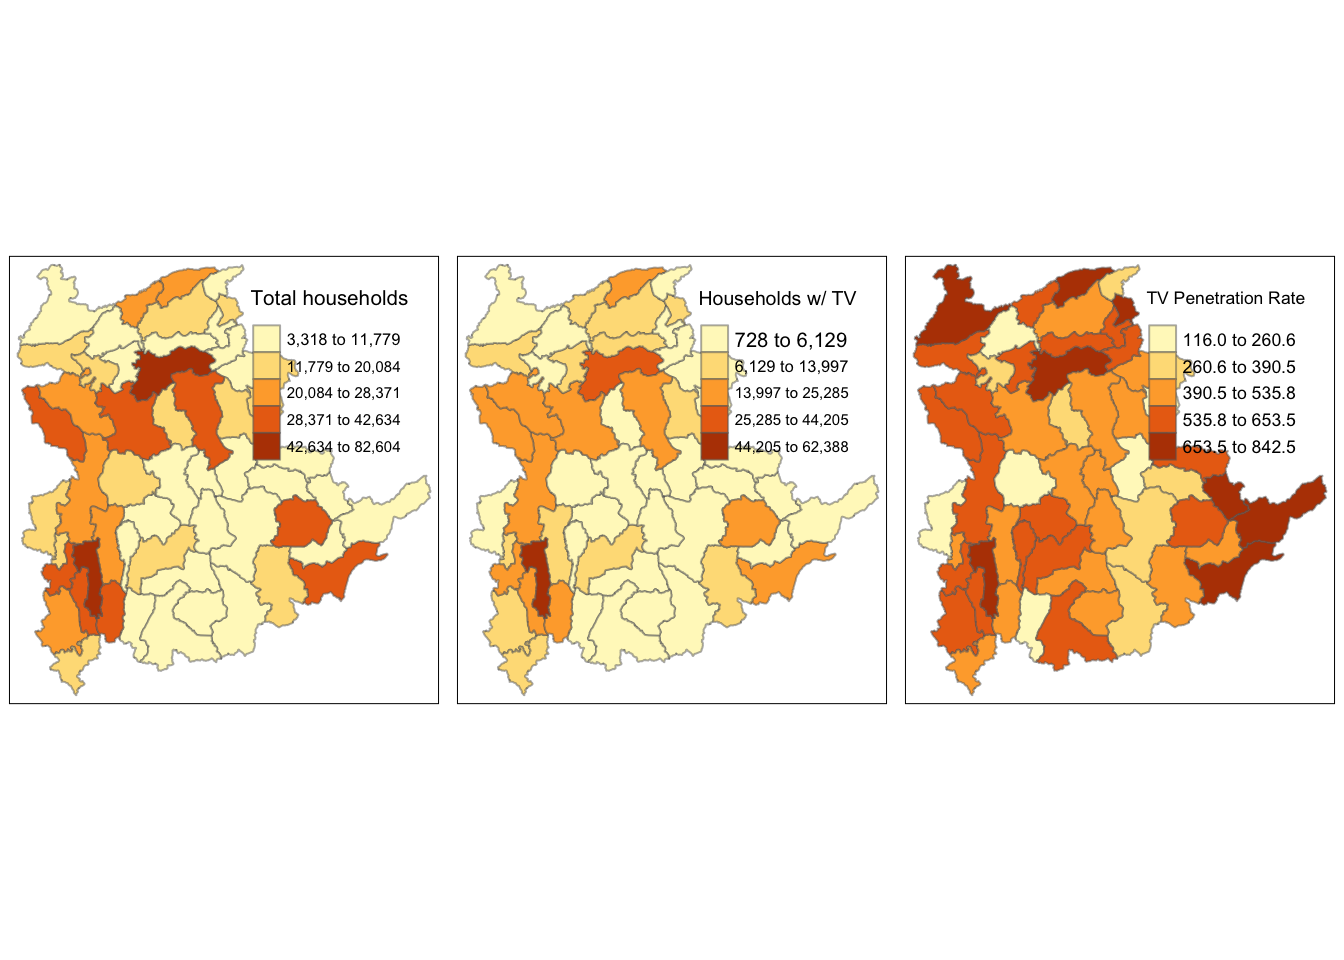 Total households
3,318 to 11,779
11,779 to 20,084
20,084 to 28,371
28,371 to 42,634
42,634 to 82,604
Households w/ TV
728 to 6,129
6,129 to 13,997
13,997 to 25,285
25,285 to 44,205
44,205 to 62,388
TV Penetration Rate
116.0 to 260.6
260.6 to 390.5
390.5 to 535.8
535.8 to 653.5
653.5 to 842.5